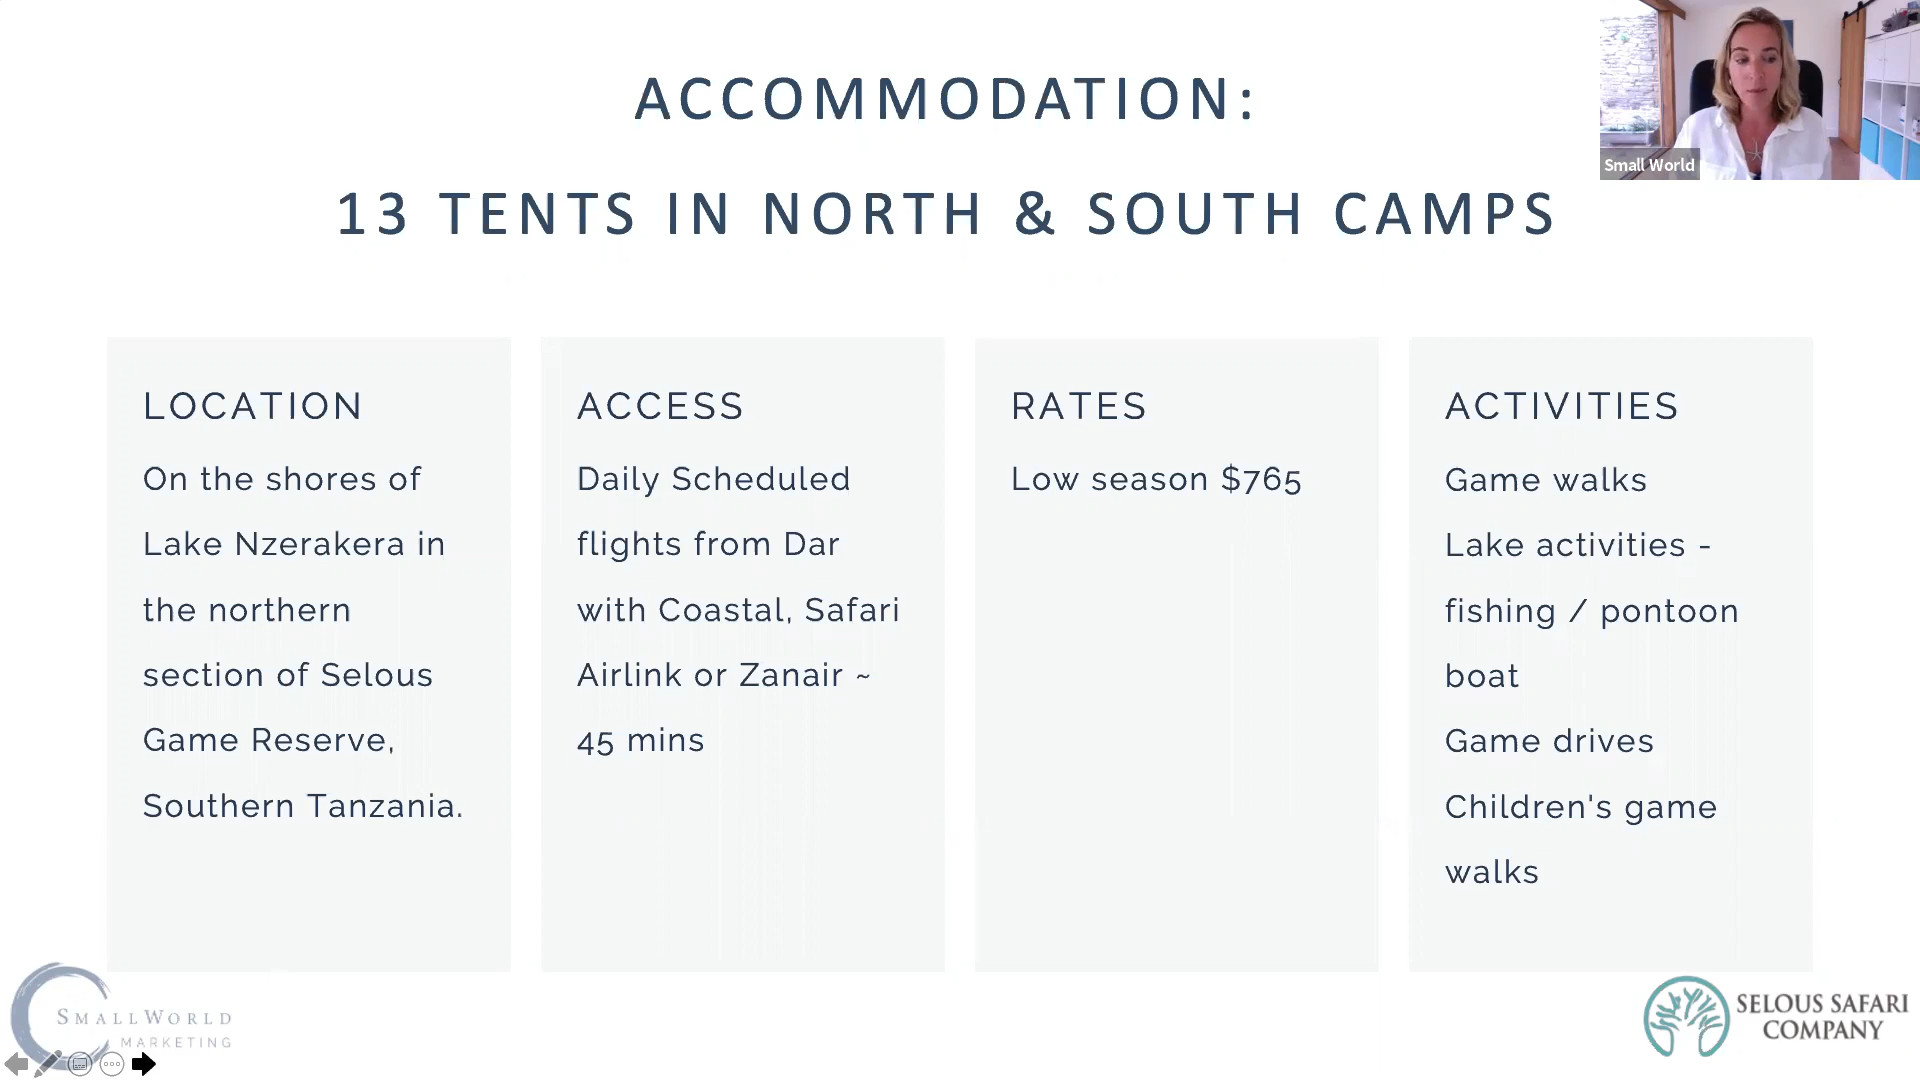 ACCOMMODATION:
13 TENTS IN NORTH & SOUTH CAMPS
Small World
LOCATION
On the shores of
Lake Nzerakera in
the northern
section of Selous
Game Reserve,
Southern Tanzania.
ACCESS
Daily Scheduled
flights from Dar
with Coastal, Safari
Airlink or Zanair ~
45 mins
RATES
Low season $765
ACTIVITIES
Game walks
Lake activities -
fishing / pontoon
boat
Game drives
Children's game
walks
SMALLWORLD
MARKETING
SELOUS SAFARI
COMPANY